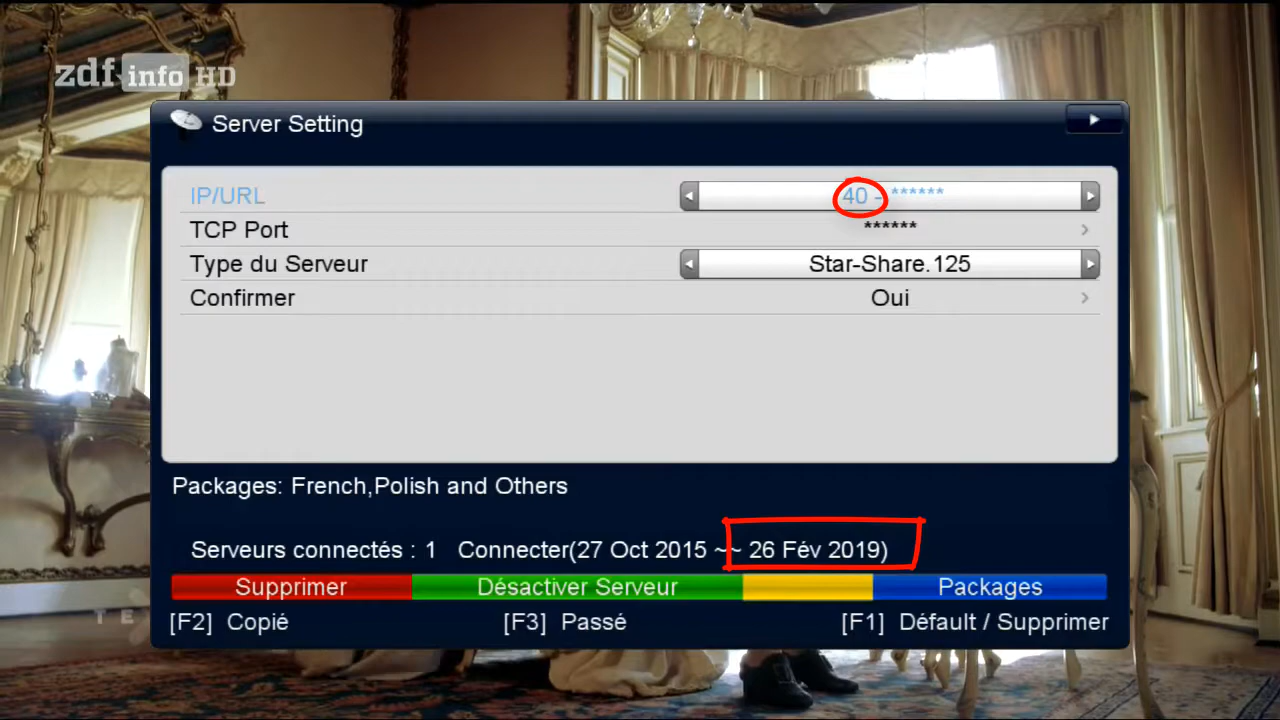 zdf info HD
Server Setting
IP/URL 40 - ******
TCP Port ******
Type du Serveur Star-Share.125
Confirmer Oui
Packages: French,Polish and Others
Serveurs connectés : 1 Connecter(27 Oct 2015 ~~ 26 Fév 2019)
Supprimer Désactiver Serveur Packages
T E
[F2] Copié [F3] Passé [F1] Défault / Supprimer